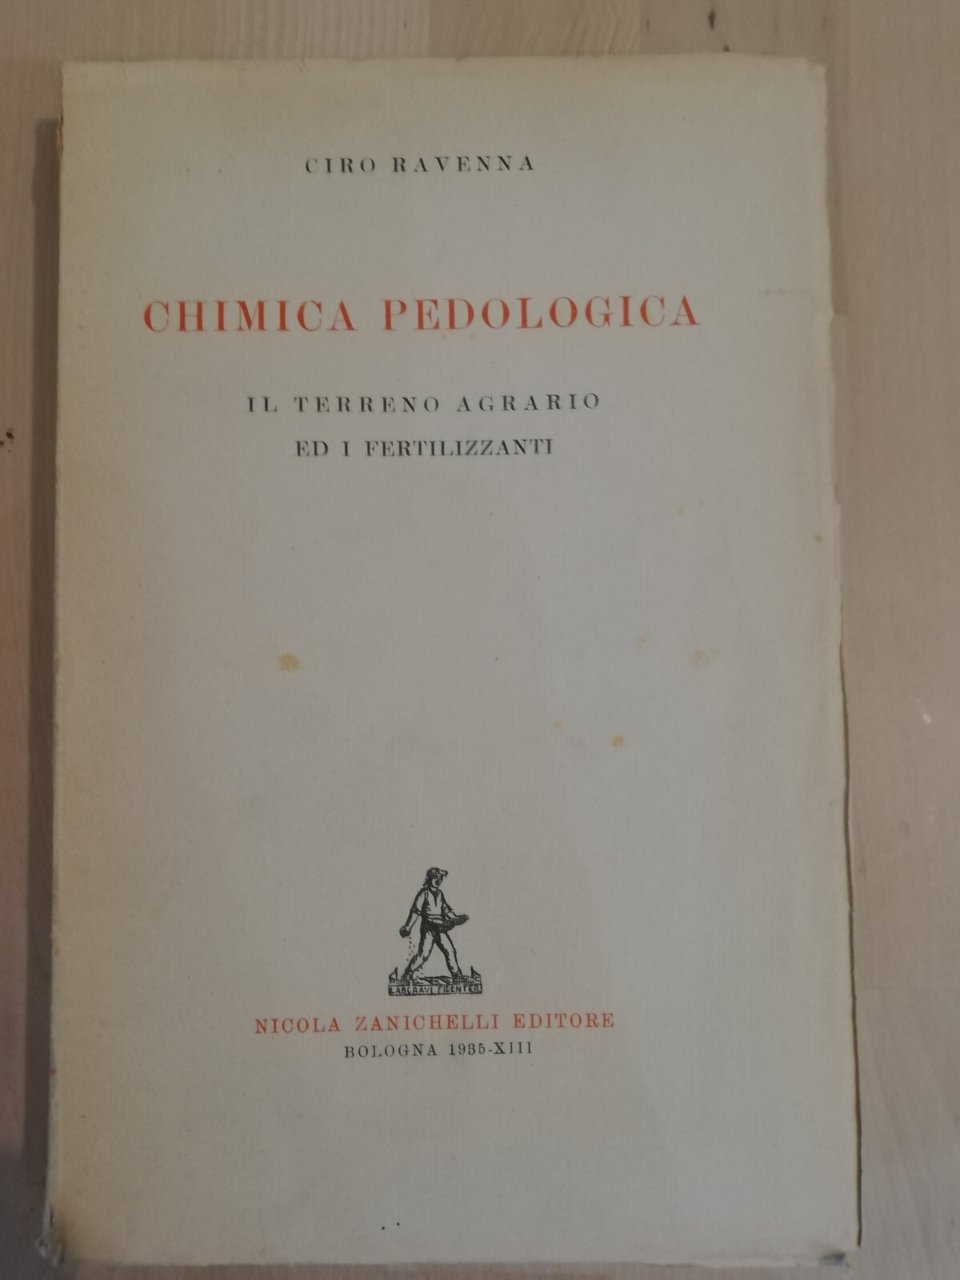 CIRO RAVENNA
CHIMICA PEDOLOGICA
IL TERRENO AGRARIO
ED I FERTILIZZANTI
NICOLA ZANICHELLI EDITORE
BOLOGNA 1935-XIII